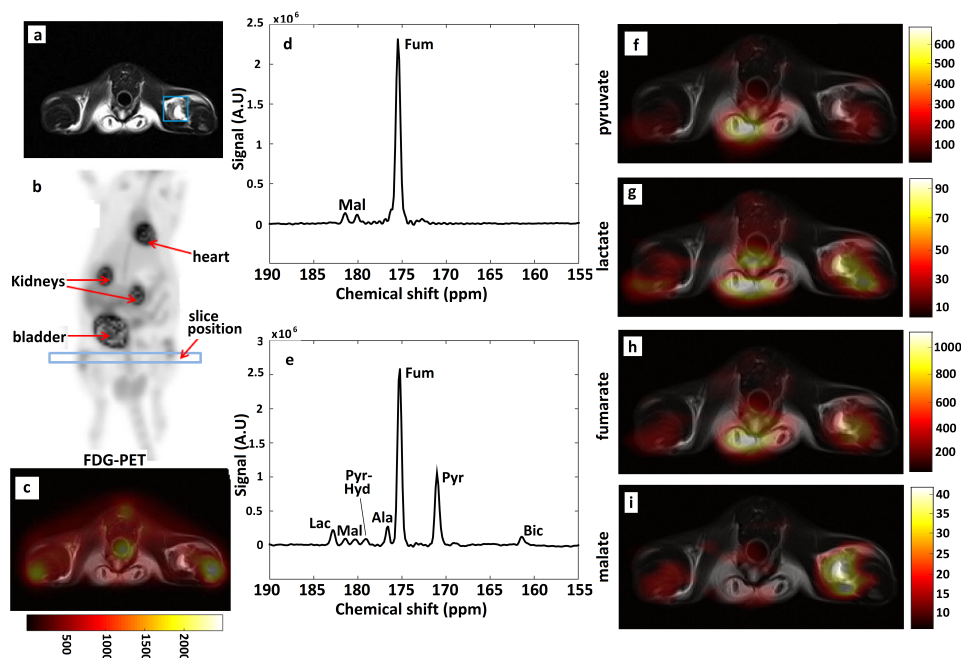 a
b
heart
Kidneys
slice
position
bladder
FDG-PET
c
500
1000
1500
2000
x10⁶
d
Fum
Mal
2.5
2
1.5
1
0.5
0
Signal (A.U)
190
185
180
175
170
165
160
155
Chemical shift (ppm)
x10⁶
e
Fum
Pyr-
Hyd
Pyr
Lac
Mal
Ala
Bic
3
2.5
2
1.5
1
0.5
0
Signal (A.U)
190
185
180
175
170
165
160
155
Chemical shift (ppm)
f
pyruvate
600
500
400
300
200
100
g
lactate
90
70
50
30
10
h
fumarate
1000
800
600
400
200
i
malate
40
35
30
25
20
15
10